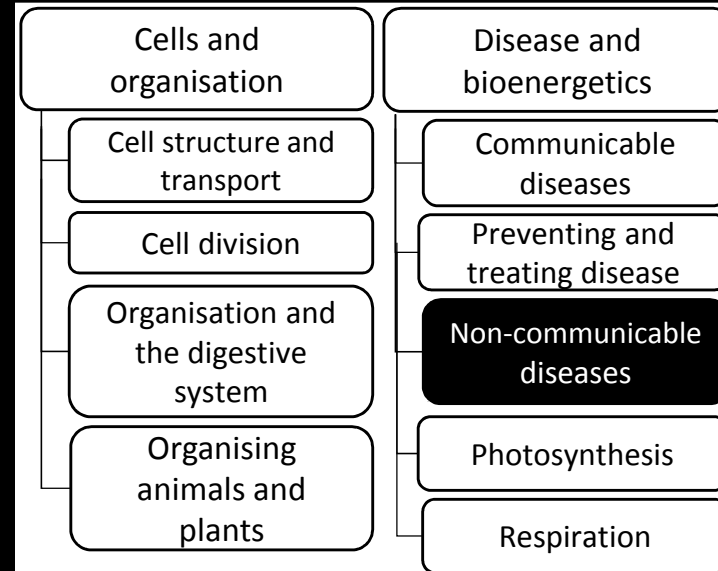 Cells and
organisation
Cell structure and
transport
Cell division
Organisation and
the digestive
system
Organising
animals and
plants
Disease and
bioenergetics
Communicable
diseases
Preventing and
treating disease
Non-communicable
diseases
Photosynthesis
Respiration